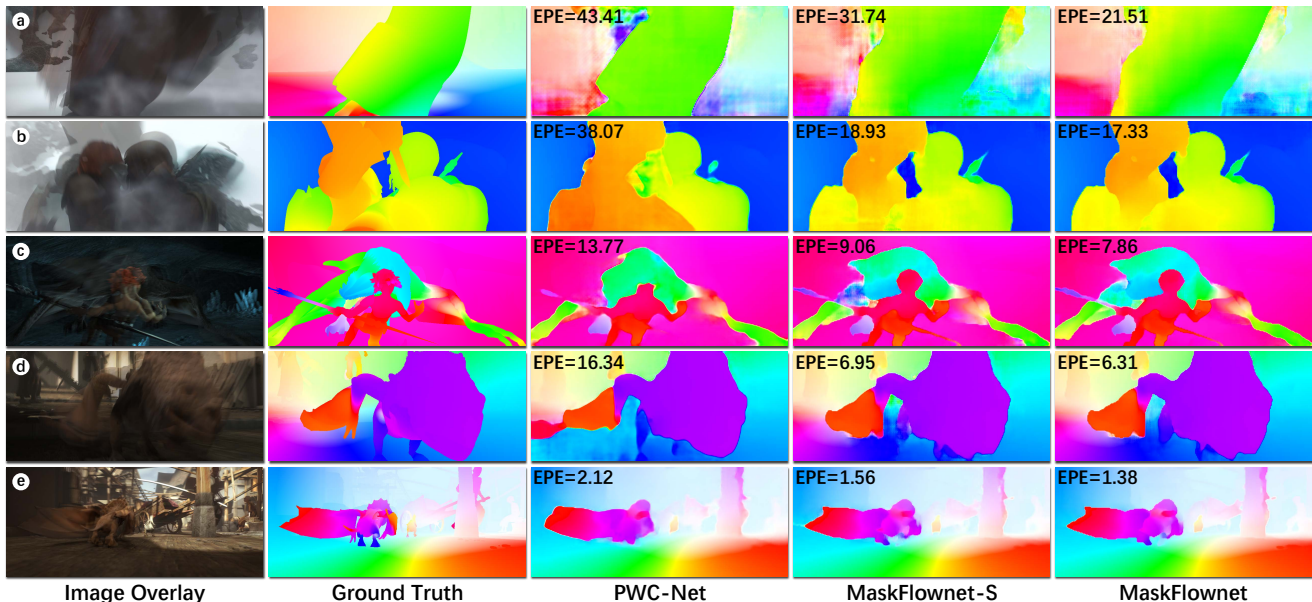 a EPE=43.41 EPE=31.74 EPE=21.51
b EPE=38.07 EPE=18.93 EPE=17.33
c EPE=13.77 EPE=9.06 EPE=7.86
d EPE=16.34 EPE=6.95 EPE=6.31
e EPE=2.12 EPE=1.56 EPE=1.38
Image Overlay Ground Truth PWC-Net MaskFlownet-S MaskFlownet